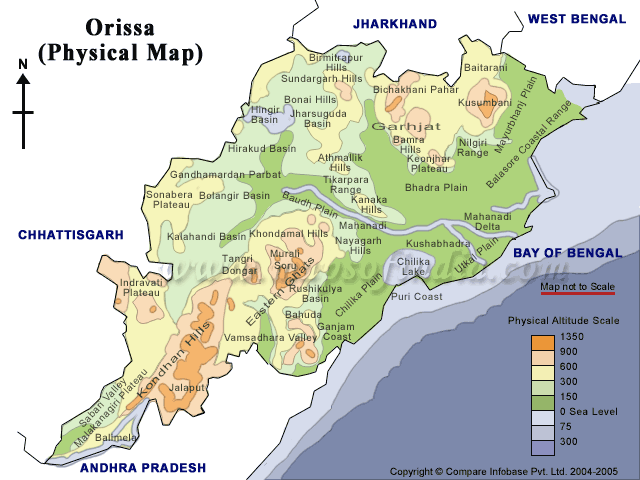 Orissa
(Physical Map)
JHARKHAND
WEST BENGAL
N
Birmitrapur
Hills
Sundargarh Hills
Baitarani
Bichakhani Pahar
Kusumbani
Bonai Hills
Hingir
Basin
Jharsuguda
Basin
Garhjat
Mayurbhanj Plain
Balasore Coastal Range
Hirakud Basin
Bamra
Hills
Nilgiri
Range
Athmallik
Hills
Keonjhar
Plateau
Gandhamardan Parbat
Tikarpara
Range
Bhadra Plain
Sonabera
Plateau
Bolangir Basin
Baudh Plain
Kanaka
Hills
Mahanadi
Delta
CHHATTISGARH
Kalahandi Basin
Khondamal Hills
Mahanadi
Nayagarh
Hills
Kushabhadra
Utkal Plain
BAY OF BENGAL
Tangri
Dongar
Murali
Soru
Chilika
Lake
Indravati
Plateau
Eastern Ghats
Rushikulya
Basin
Chilika Plain
Puri Coast
Map not to Scale
Bahuda
Ganjam
Coast
Vamsadhara Valley
Kondhan Hills
Jalaput
Sabari Valley
Malakanagiri Plateau
Balimela
ANDHRA PRADESH
Physical Altitude Scale
1350
900
600
300
150
0 Sea Level
75
300
Copyright © Compare Infobase Pvt. Ltd. 2004-2005